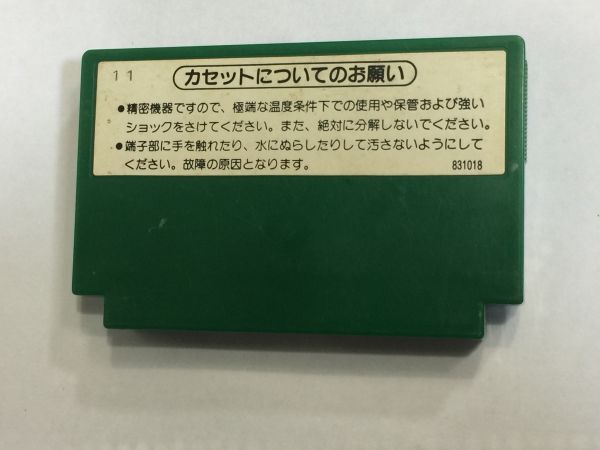 11
カセットについてのお願い
●精密機器ですので、極端な温度条件下での使用や保管および強い
ショックをさけてください。また、絶対に分解しないでください。
●端子部に手を触れたり、水にぬらしたりして汚さないようにして
ください。故障の原因となります。
831018